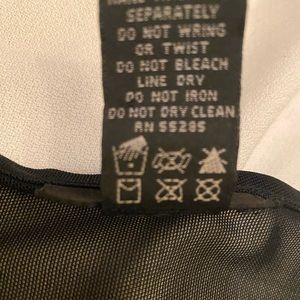 SEPARATELY
DO NOT WRING
OR TWIST
DO NOT BLEACH
LINE DRY
DO NOT IRON
DO NOT DRY CLEAN
RN 55285